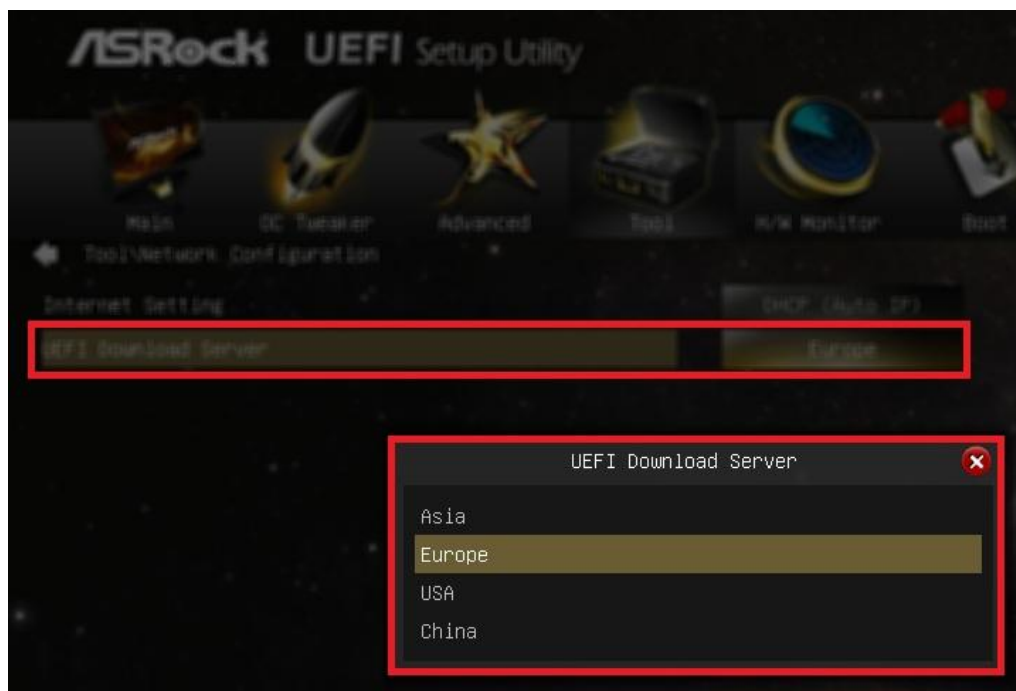 ASRock UEFI Setup Utility
Main OC Tweaker Advanced Tool H/W Monitor Boot
Tool\Network Configuration
Internet Setting DHCP (Auto IP)
UEFI Download Server Europe
UEFI Download Server
Asia
Europe
USA
China